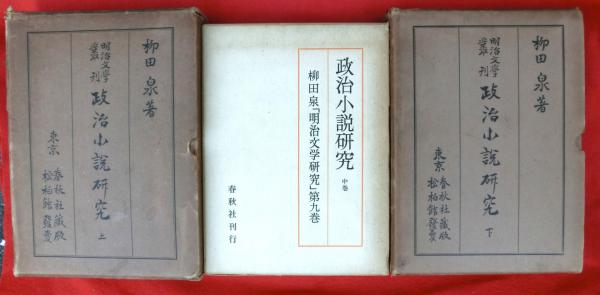 柳田泉著
明治文學
叢刊
政治小說研究 上
東京
春秋社藏版
松柏館發賣
政治小説研究 中巻
柳田泉「明治文学研究」第九巻
春秋社刊行
柳田泉著
明治文學
叢刊
政治小說研究 下
東京
春秋社藏版
松柏館發賣